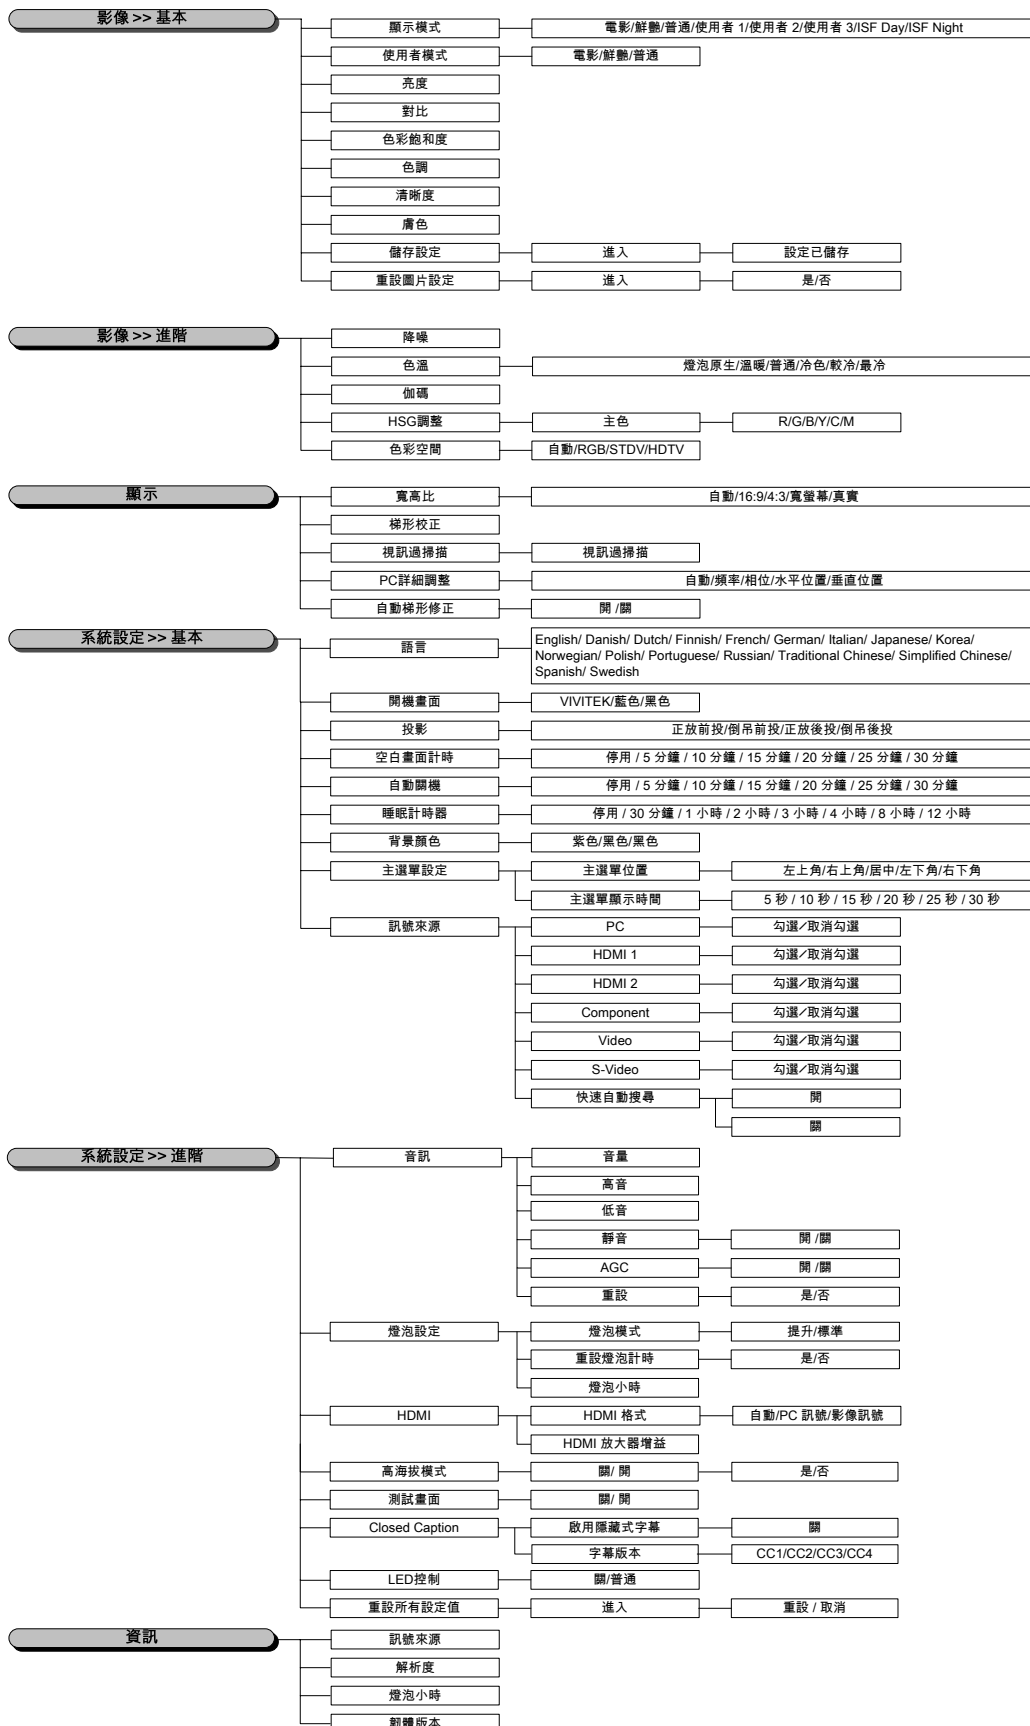 影像 >> 基本
顯示模式 電影/鮮艷/普通/使用者 1/使用者 2/使用者 3/ISF Day/ISF Night
使用者模式 電影/鮮艷/普通
亮度
對比
色彩飽和度
色調
清晰度
膚色
儲存設定 進入 設定已儲存
重設圖片設定 進入 是/否
影像 >> 進階
降噪
色溫 燈泡原生/溫暖/普通/冷色/較冷/最冷
伽碼
HSG調整 主色 R/G/B/Y/C/M
色彩空間 自動/RGB/STDV/HDTV
顯示
寬高比 自動/16:9/4:3/寬螢幕/真實
梯形校正
視訊過掃描 視訊過掃描
PC詳細調整 自動/頻率/相位/水平位置/垂直位置
自動梯形修正 開 /關
系統設定 >> 基本
語言 English/ Danish/ Dutch/ Finnish/ French/ German/ Italian/ Japanese/ Korea/
Norwegian/ Polish/ Portuguese/ Russian/ Traditional Chinese/ Simplified Chinese/
Spanish/ Swedish
開機畫面 VIVITEK/藍色/黑色
投影 正放前投/倒吊前投/正放後投/倒吊後投
空白畫面計時 停用 / 5 分鐘 / 10 分鐘 / 15 分鐘 / 20 分鐘 / 25 分鐘 / 30 分鐘
自動關機 停用 / 5 分鐘 / 10 分鐘 / 15 分鐘 / 20 分鐘 / 25 分鐘 / 30 分鐘
睡眠計時器 停用 / 30 分鐘 / 1 小時 / 2 小時 / 3 小時 / 4 小時 / 8 小時 / 12 小時
背景顏色 紫色/黑色/黑色
主選單設定 主選單位置 左上角/右上角/居中/左下角/右下角
主選單顯示時間 5 秒 / 10 秒 / 15 秒 / 20 秒 / 25 秒 / 30 秒
訊號來源 PC 勾選/取消勾選
HDMI 1 勾選/取消勾選
HDMI 2 勾選/取消勾選
Component 勾選/取消勾選
Video 勾選/取消勾選
S-Video 勾選/取消勾選
快速自動搜尋 開
關
系統設定 >> 進階
音訊 音量
高音
低音
靜音 開 /關
AGC 開 /關
重設 是/否
燈泡設定 燈泡模式 提升/標準
重設燈泡計時 是/否
燈泡小時
HDMI HDMI 格式 自動/PC 訊號/影像訊號
HDMI 放大器增益
高海拔模式 關/ 開 是/否
測試畫面 關/ 開
Closed Caption 啟用隱藏式字幕 關
字幕版本 CC1/CC2/CC3/CC4
LED控制 關/普通
重設所有設定值 進入 重設 / 取消
資訊
訊號來源
解析度
燈泡小時
韌體版本